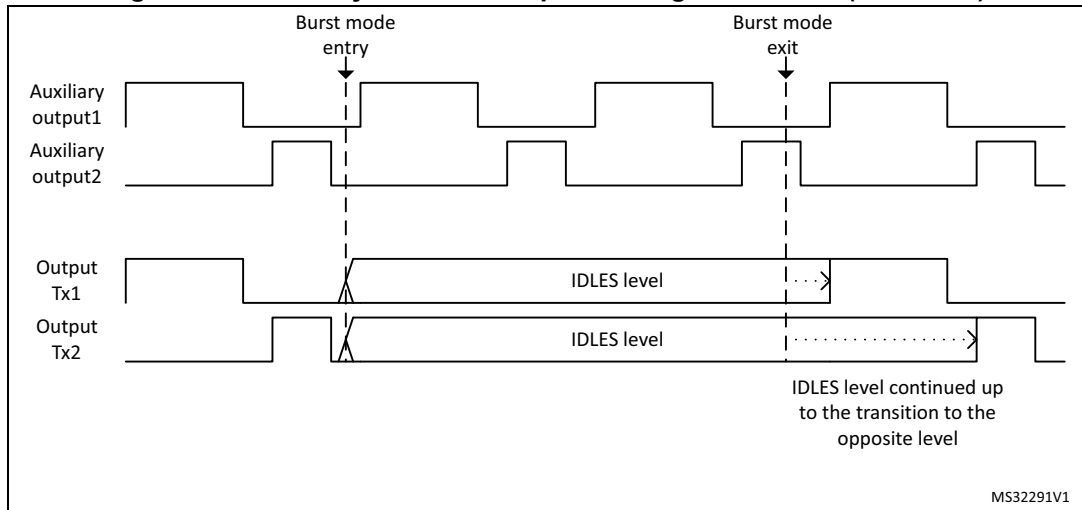 Burst mode
entry
Burst mode
exit
Auxiliary
output1
Auxiliary
output2
Output
Tx1
IDLES level
Output
Tx2
IDLES level
IDLES level continued up
to the transition to the
opposite level
MS32291V1